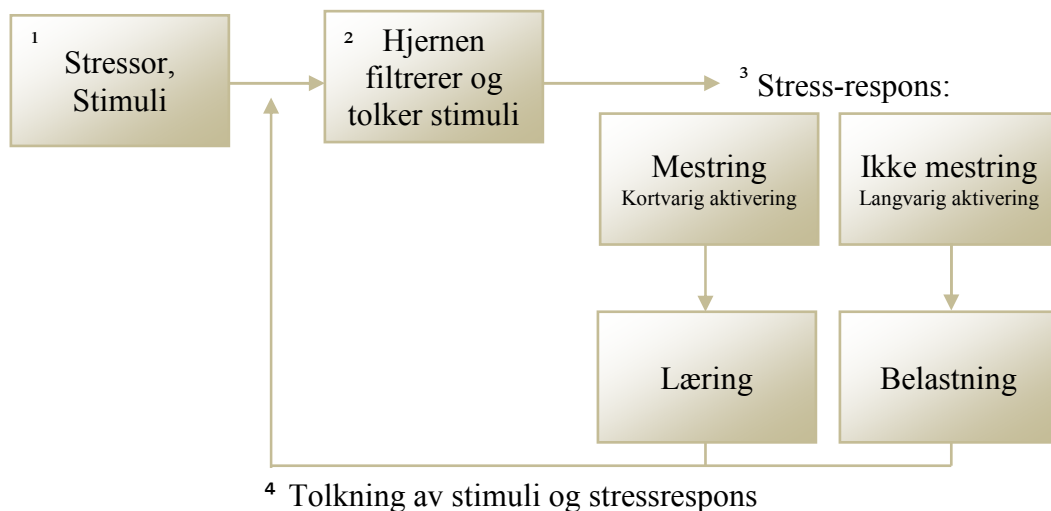 ¹ Stressor,
Stimuli
² Hjernen
filtrerer og
tolker stimuli
³ Stress-respons:
Mestring
Kortvarig aktivering
Ikke mestring
Langvarig aktivering
Læring
Belastning
⁴ Tolkning av stimuli og stressrespons